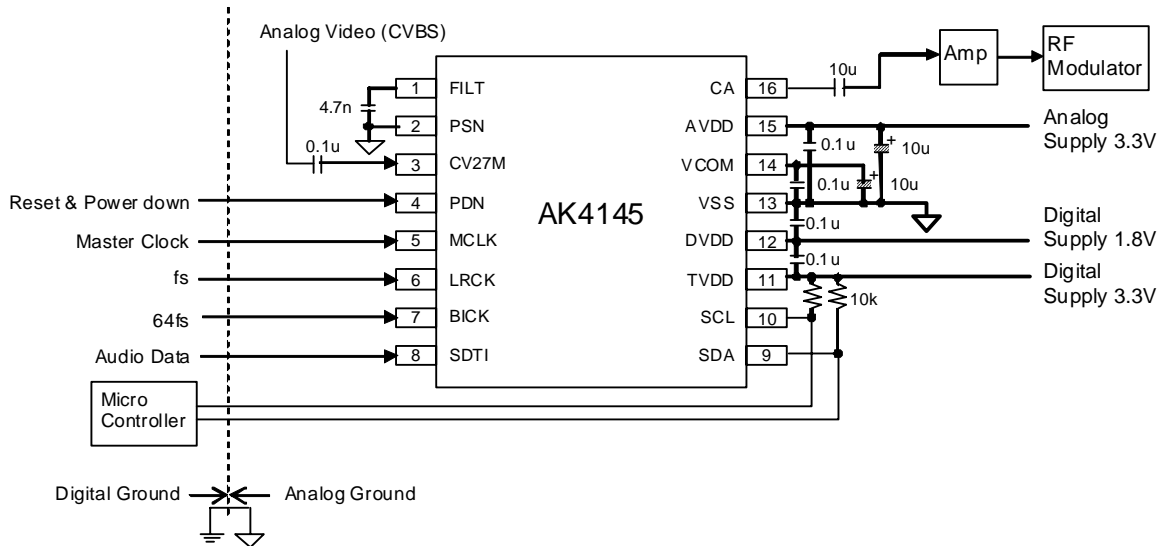 Analog Video (CVBS)
10u
Amp
RF
Modulator
1
FILT
CA
16
4.7n
2
PSN
AVDD
15
Analog
Supply 3.3V
0.1u
10u
0.1u
3
CV27M
VCOM
14
0.1u
10u
Reset & Power down
4
PDN
AK4145
VSS
13
0.1u
Master Clock
5
MCLK
DVDD
12
Digital
Supply 1.8V
0.1u
fs
6
LRCK
TVDD
11
Digital
Supply 3.3V
10k
64fs
7
BICK
SCL
10
Audio Data
8
SDTI
SDA
9
Micro
Controller
Digital Ground
Analog Ground
+
+